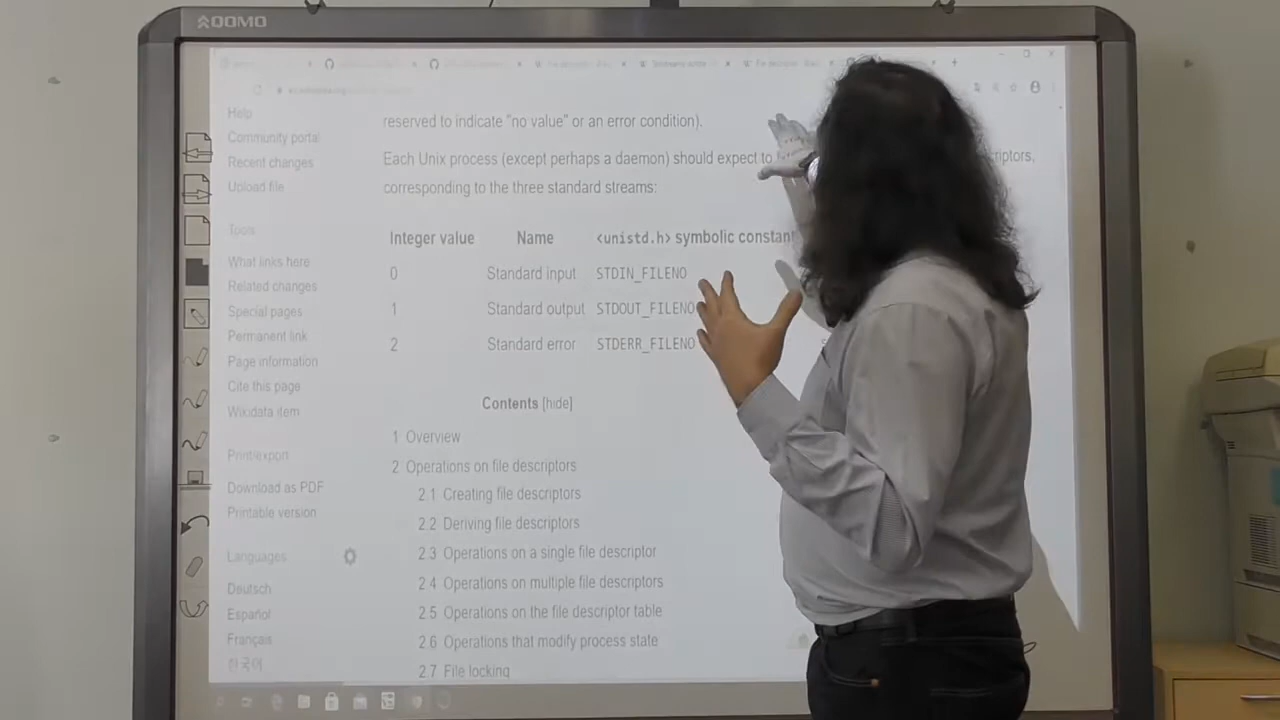 QOMO
Help
Community portal
Recent changes
Upload file
Tools
What links here
Related changes
Special pages
Permanent link
Page information
Cite this page
Wikidata item
Print/export
Download as PDF
Printable version
Languages
Deutsch
Español
Français
한국어
reserved to indicate "no value" or an error condition).
Each Unix process (except perhaps a daemon) should expect to
corresponding to the three standard streams:
Integer value Name <unistd.h> symbolic constant
0 Standard input STDIN_FILENO
1 Standard output STDOUT_FILENO
2 Standard error STDERR_FILENO
Contents [hide]
1 Overview
2 Operations on file descriptors
2.1 Creating file descriptors
2.2 Deriving file descriptors
2.3 Operations on a single file descriptor
2.4 Operations on multiple file descriptors
2.5 Operations on the file descriptor table
2.6 Operations that modify process state
2.7 File locking